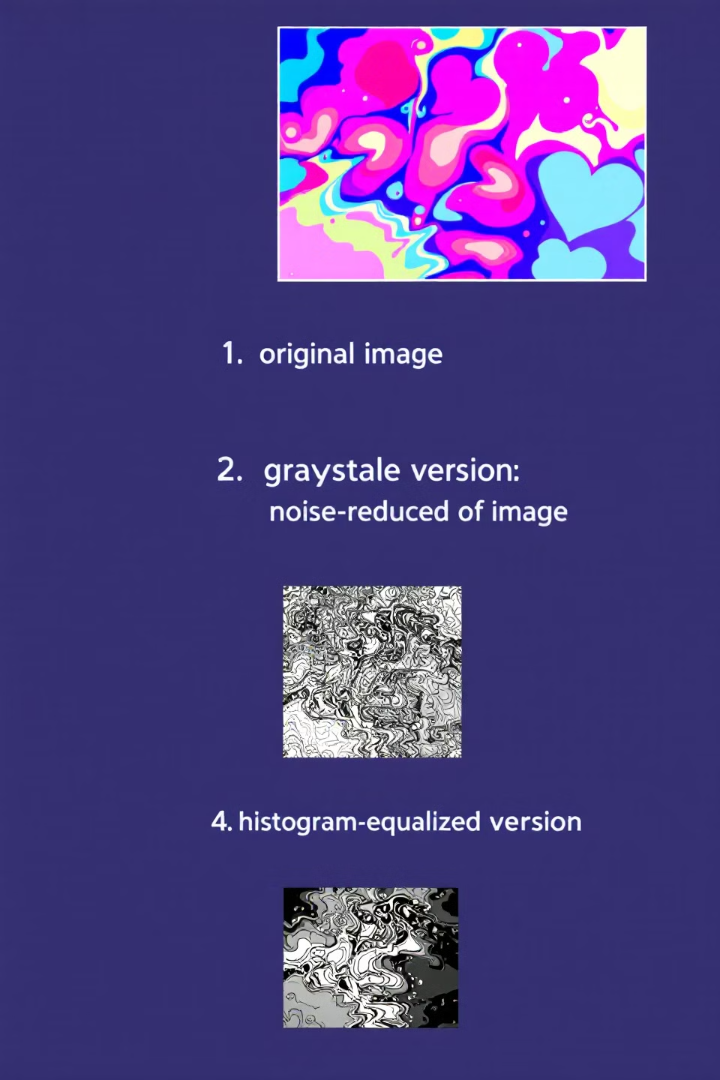 1. original image
2. graystale version:
noise-reduced of image
4. histogram-equalized version